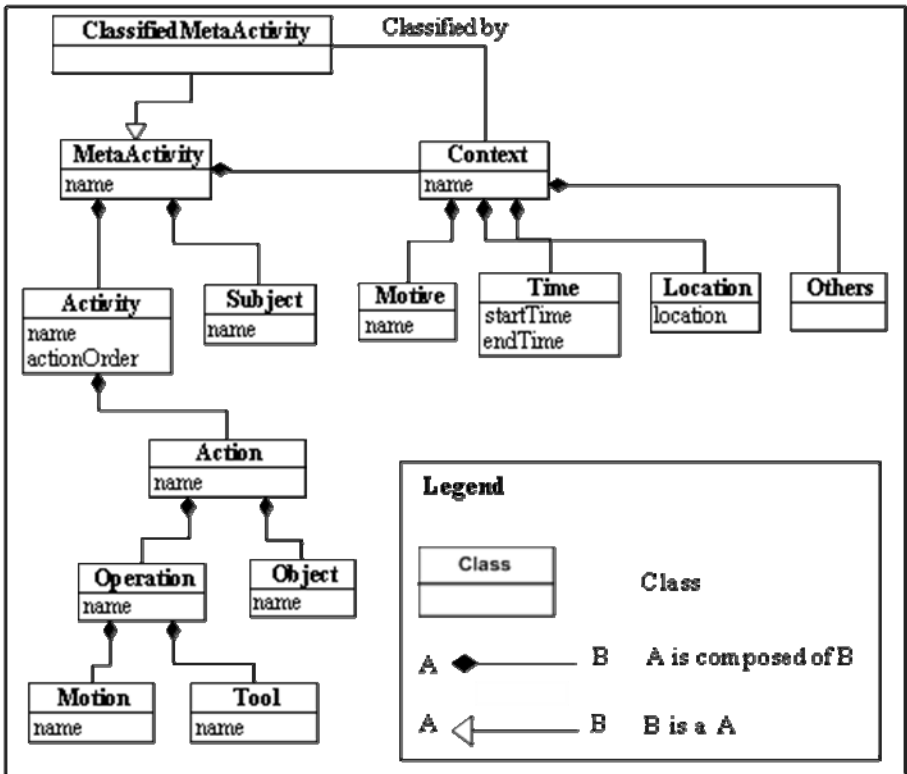 ClassifiedMetaActivity
Classified by
MetaActivity
name
Context
name
Activity
name
actionOrder
Subject
name
Motive
name
Time
startTime
endTime
Location
location
Others
Action
name
Operation
name
Object
name
Motion
name
Tool
name
Legend
Class
Class
A B A is composed of B
A B B is a A